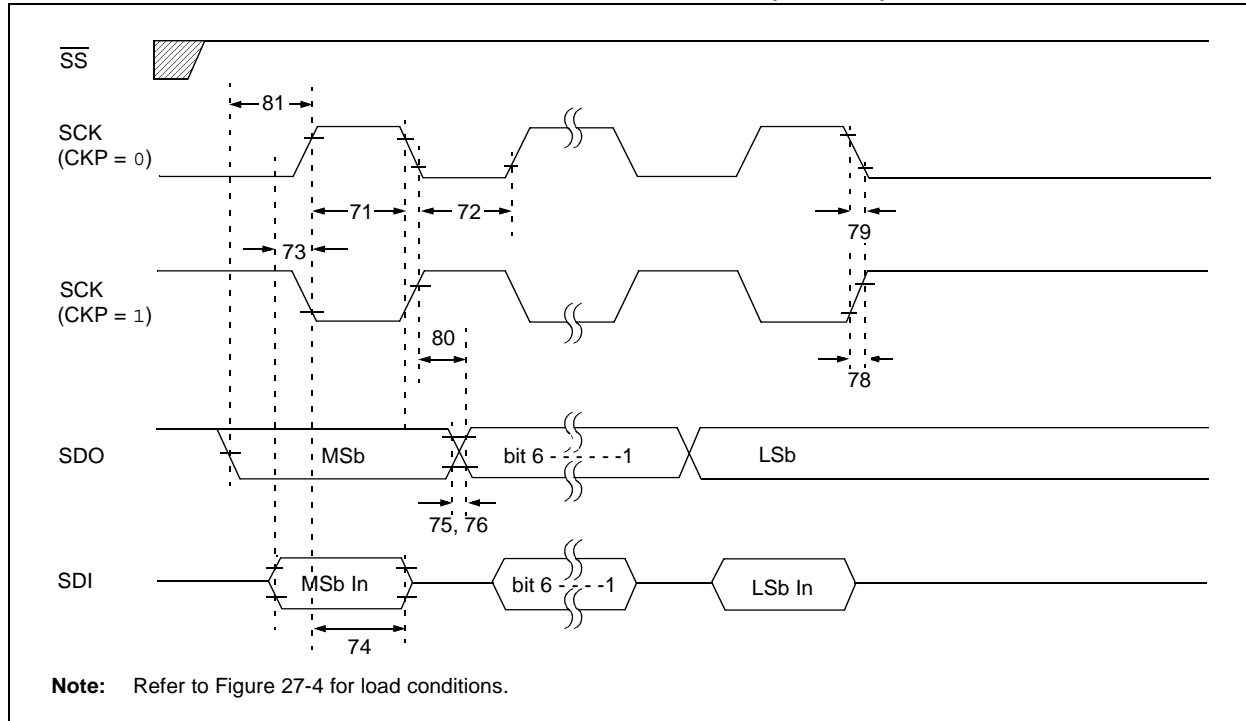 SS
81
SCK
(CKP = 0)
71
72
79
73
SCK
(CKP = 1)
80
78
SDO
MSb
bit 6 - - - - - - -1
LSb
75, 76
SDI
MSb In
bit 6 - - - - -1
LSb In
74
Note: Refer to Figure 27-4 for load conditions.